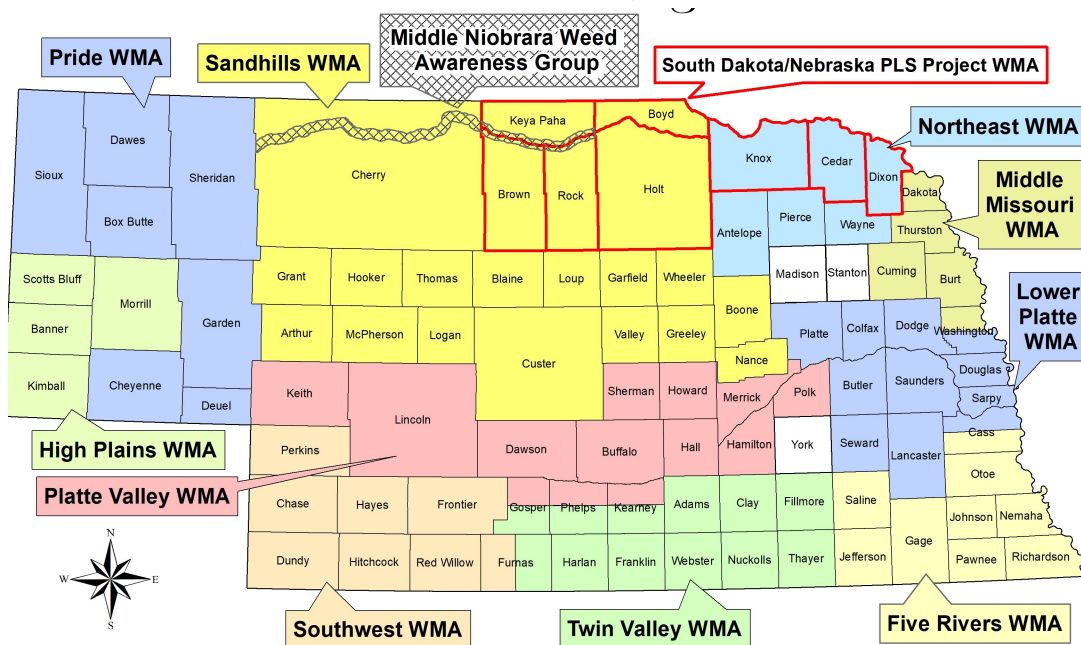 Middle Niobrara Weed
Awareness Group
Pride WMA
Sandhills WMA
South Dakota/Nebraska PLS Project WMA
Northeast WMA
Middle
Missouri
WMA
Lower
Platte
WMA
High Plains WMA
Platte Valley WMA
Southwest WMA
Twin Valley WMA
Five Rivers WMA
Sioux
Dawes
Box Butte
Sheridan
Cherry
Keya Paha
Boyd
Brown
Rock
Holt
Knox
Cedar
Dixon
Dakota
Antelope
Pierce
Wayne
Thurston
Scotts Bluff
Morrill
Garden
Grant
Hooker
Thomas
Blaine
Loup
Garfield
Wheeler
Madison
Stanton
Cuming
Burt
Banner
Arthur
McPherson
Logan
Custer
Valley
Greeley
Boone
Nance
Platte
Colfax
Dodge
Washington
Kimball
Cheyenne
Deuel
Keith
Lincoln
Sherman
Howard
Merrick
Polk
Butler
Saunders
Douglas
Sarpy
Perkins
Dawson
Buffalo
Hall
Hamilton
York
Seward
Lancaster
Cass
Otoe
Chase
Hayes
Frontier
Gosper
Phelps
Kearney
Adams
Clay
Fillmore
Saline
Gage
Johnson
Nemaha
Dundy
Hitchcock
Red Willow
Furnas
Harlan
Franklin
Webster
Nuckolls
Thayer
Jefferson
Pawnee
Richardson
N
W
E
S